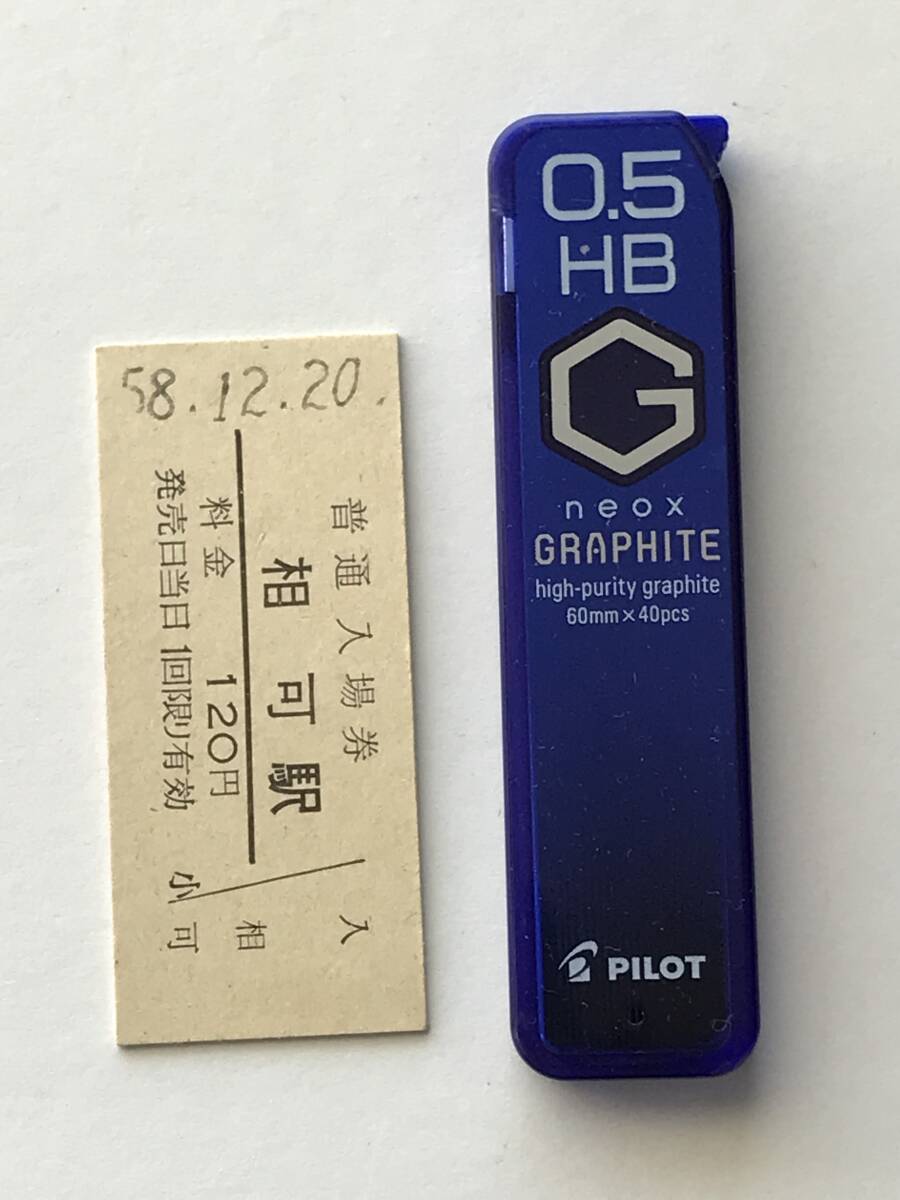 58.12.20.
普通入場券
相可駅
料金 120円
発売日当日1回限り有効
入
相
小 可
0.5
HB
G
neox
GRAPHITE
high-purity graphite
60mm×40pcs
PILOT